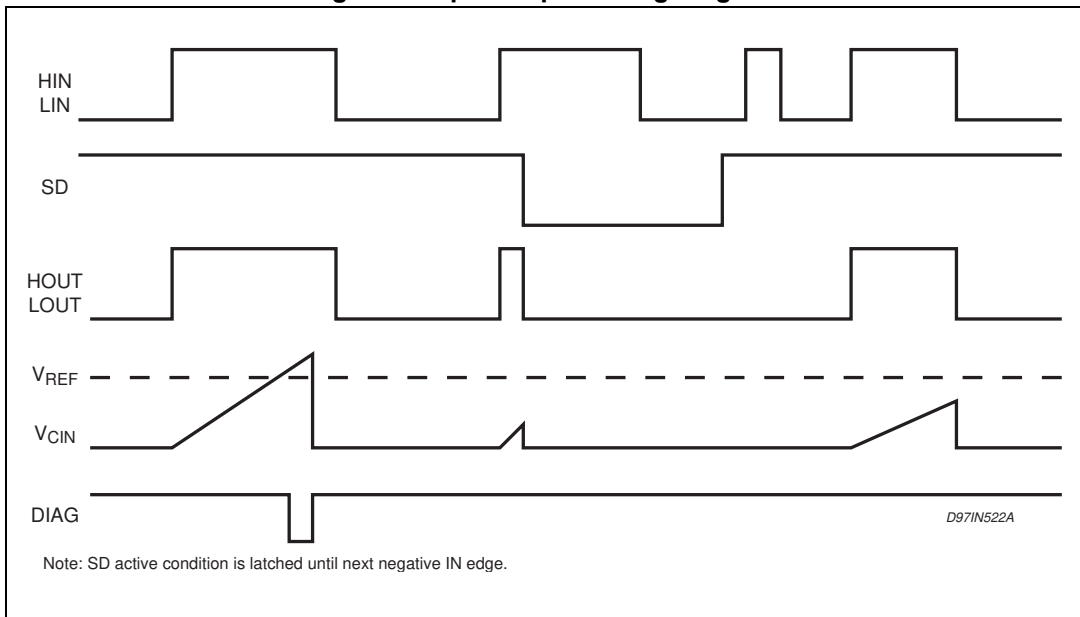 HIN
LIN
SD
HOUT
LOUT
VREF
VCIN
DIAG
D97IN522A
Note: SD active condition is latched until next negative IN edge.